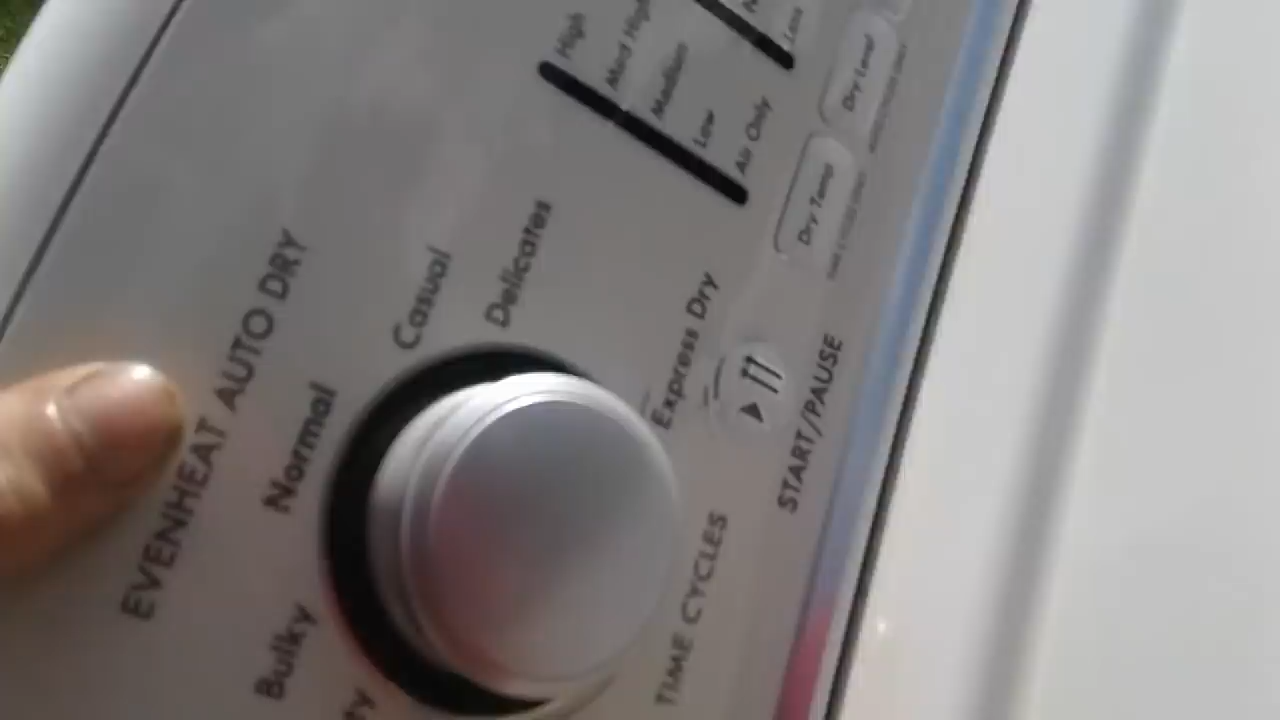 EVENHEAT AUTO DRY
Bulky
Normal
Casual
Delicates
Express Dry
TIME CYCLES
START/PAUSE
High
Med High
Medium
Low
Air Only
Less
Dry Temp
Dry Level